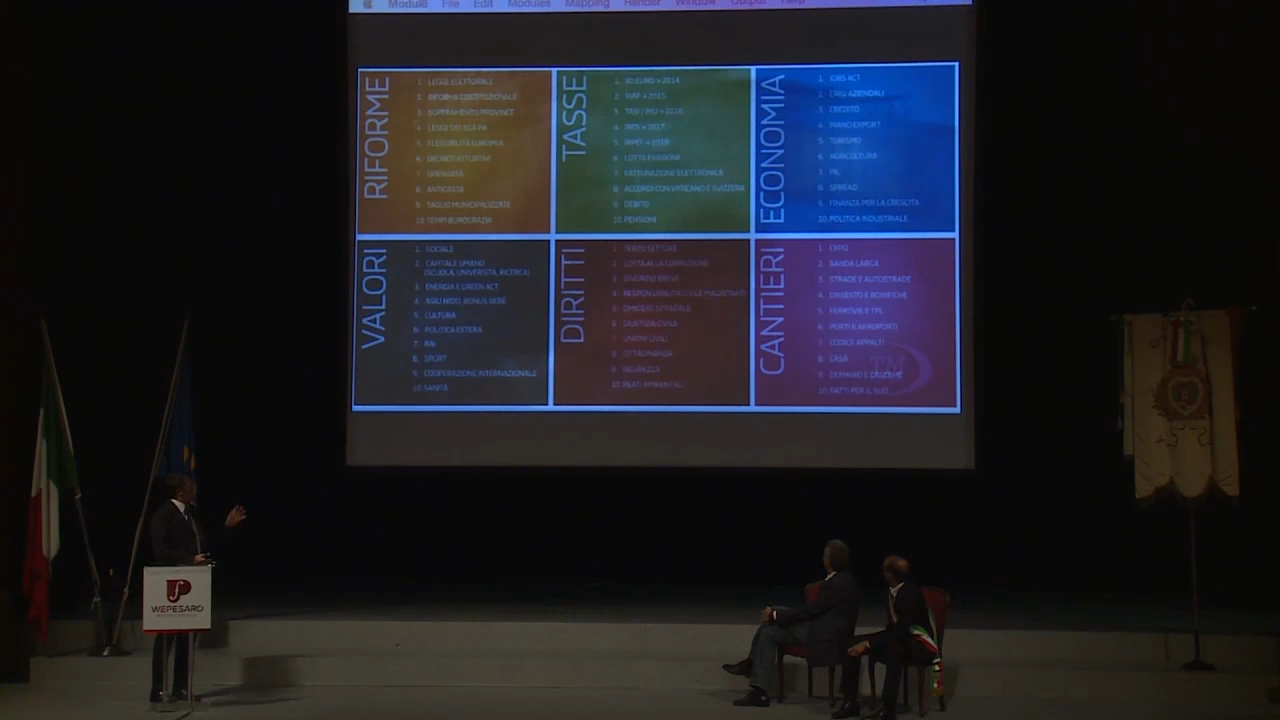 Modul8 File Edit Modules Mapping Render Window Output Help
RIFORME
1. LEGGE ELETTORALE
2. RIFORMA COSTITUZIONALE
3. SUPERAMENTO PROVINCE
4. LEGGE DELEGA PA
5. FLESSIBILITÀ EUROPEA
6. DECRETI ATTUATIVI
7. OPENDATA
8. ANTICASTA
9. TAGLIO MUNICIPALIZZATE
10. TEMPI BUROCRAZIA
TASSE
1. 80 EURO → 2014
2. IRAP → 2015
3. TASI / IMU → 2016
4. IRES → 2017
5. IRPEF → 2018
6. LOTTA EVASIONE
7. FATTURAZIONE ELETTRONICA
8. ACCORDI CON VATICANO E SVIZZERA
9. DEBITO
10. PENSIONI
ECONOMIA
1. JOBS ACT
2. CRISI AZIENDALI
3. CREDITO
4. PIANO EXPORT
5. TURISMO
6. AGRICOLTURA
7. PIL
8. SPREAD
9. FINANZA PER LA CRESCITA
10. POLITICA INDUSTRIALE
VALORI
1. SOCIALE
2. CAPITALE UMANO
(SCUOLA, UNIVERSITÀ, RICERCA)
3. ENERGIA E GREEN ACT
4. ASILI NIDO, BONUS BEBÈ
5. CULTURA
6. POLITICA ESTERA
7. RAI
8. SPORT
9. COOPERAZIONE INTERNAZIONALE
10. SANITÀ
DIRITTI
1. TERZO SETTORE
2. LOTTA ALLA CORRUZIONE
3. DIVORZIO BREVE
4. RESPONSABILITÀ CIVILE MAGISTRATI
5. OMICIDIO STRADALE
6. GIUSTIZIA CIVILE
7. UNIONI CIVILI
8. CITTADINANZA
9. SICUREZZA
10. REATI AMBIENTALI
CANTIERI
1. EXPO
2. BANDA LARGA
3. STRADE E AUTOSTRADE
4. DISSESTO E BONIFICHE
5. FERROVIE E TPL
6. PORTI E AEROPORTI
7. CODICE APPALTI
8. CASA
9. DEMANIO E CASERME
10. PATTI PER IL SUD
TM
WEPESARO